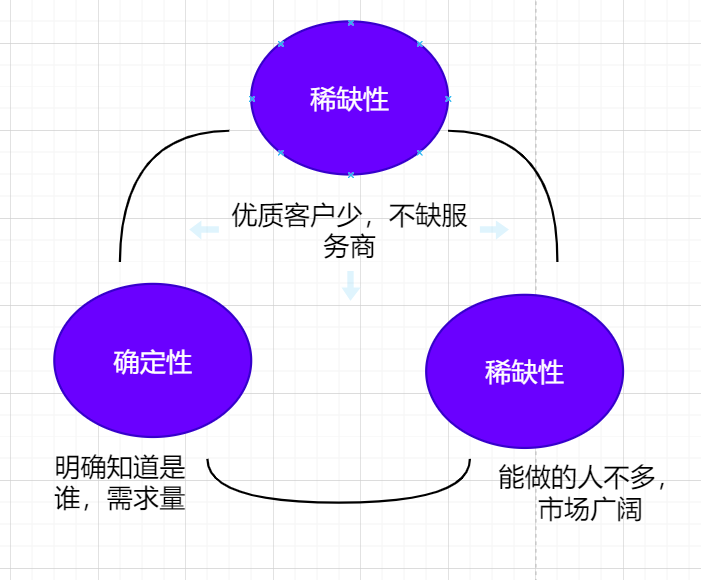 稀缺性
优质客户少，不缺服
务商
确定性
稀缺性
明确知道是
谁，需求量
能做的人不多，
市场广阔